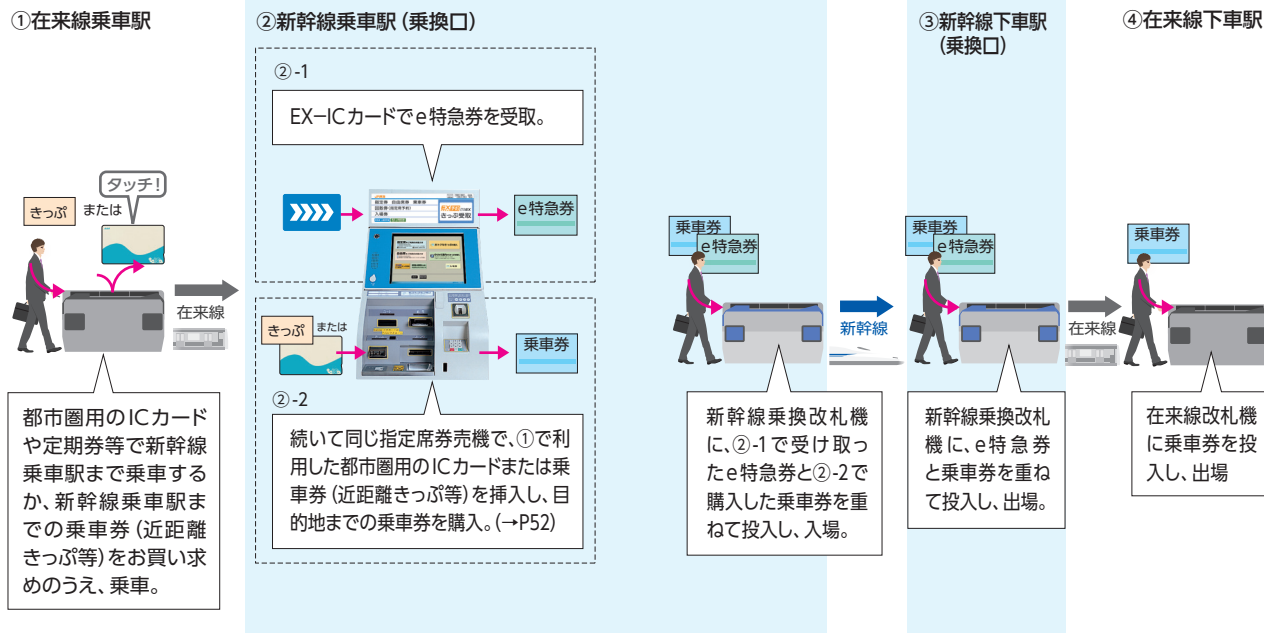 ①在来線乗車駅
きっぷ
または
タッチ!
都市圏用のICカード
や定期券等で新幹線
乗車駅まで乗車する
か、新幹線乗車駅ま
での乗車券(近距離
きっぷ等)をお買い求
めのうえ、乗車。
在来線
②新幹線乗車駅(乗換口)
②-1
EX-ICカードでe特急券を受取。
きっぷ受取
e特急券
きっぷ
または
乗車券
②-2
続いて同じ指定席券売機で、①で利
用した都市圏用のICカードまたは乗
車券(近距離きっぷ等)を挿入し、目
的地までの乗車券を購入。(→P52)
乗車券
e特急券
新幹線乗換改札機
に、②-1で受け取っ
たe特急券と②-2で
購入した乗車券を重
ねて投入し、入場。
新幹線
③新幹線下車駅
(乗換口)
乗車券
e特急券
新幹線乗換改札
機に、e特急券
と乗車券を重ね
て投入し、出場。
在来線
④在来線下車駅
乗車券
在来線改札機
に乗車券を投
入し、出場